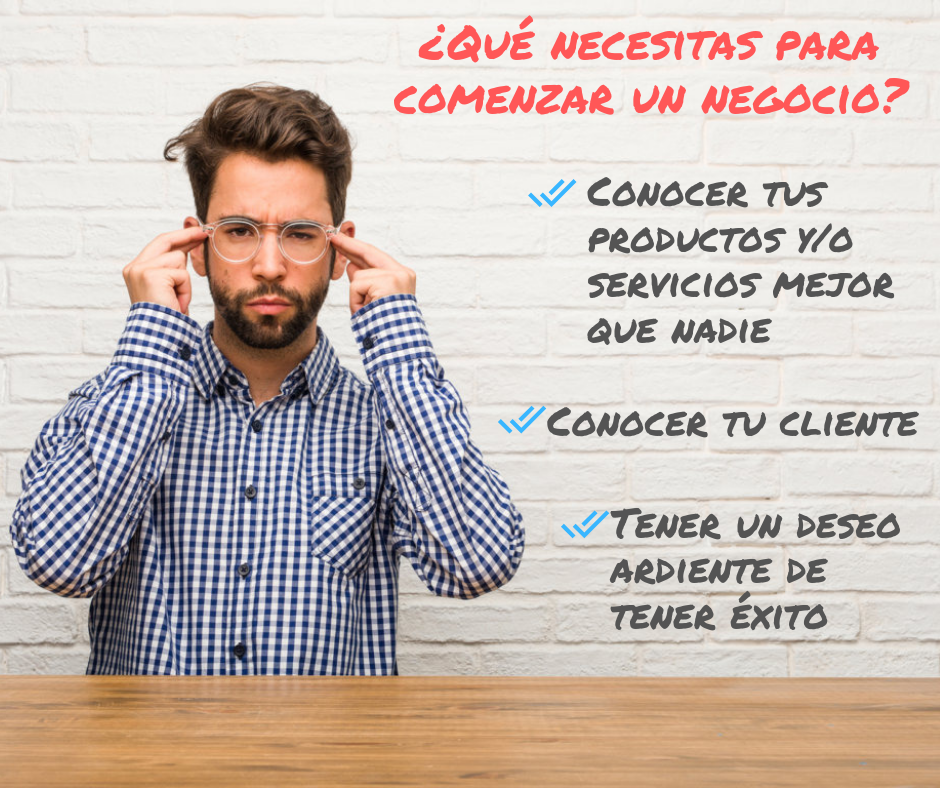 ¿Qué necesitas para
comenzar un negocio?
Conocer tus
productos y/o
servicios mejor
que nadie
Conocer tu cliente
Tener un deseo
ardiente de
tener éxito